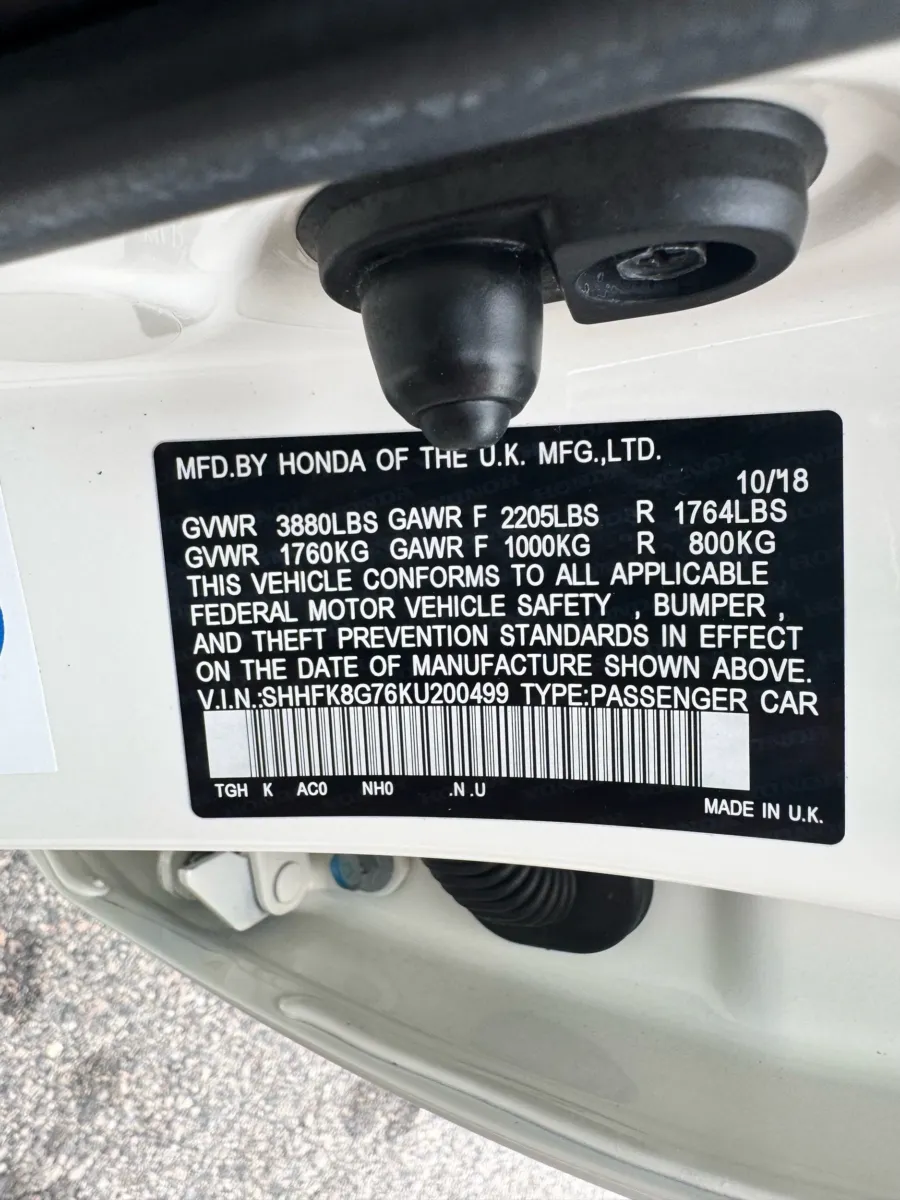 MFD.BY HONDA OF THE U.K. MFG.,LTD.
10/'18
GVWR 3880LBS GAWR F 2205LBS R 1764LBS
GVWR 1760KG GAWR F 1000KG R 800KG
THIS VEHICLE CONFORMS TO ALL APPLICABLE
FEDERAL MOTOR VEHICLE SAFETY , BUMPER ,
AND THEFT PREVENTION STANDARDS IN EFFECT
ON THE DATE OF MANUFACTURE SHOWN ABOVE.
V.I.N.:SHHFK8G76KU200499 TYPE:PASSENGER CAR
TGH K AC0 NH0 .N .U
MADE IN U.K.